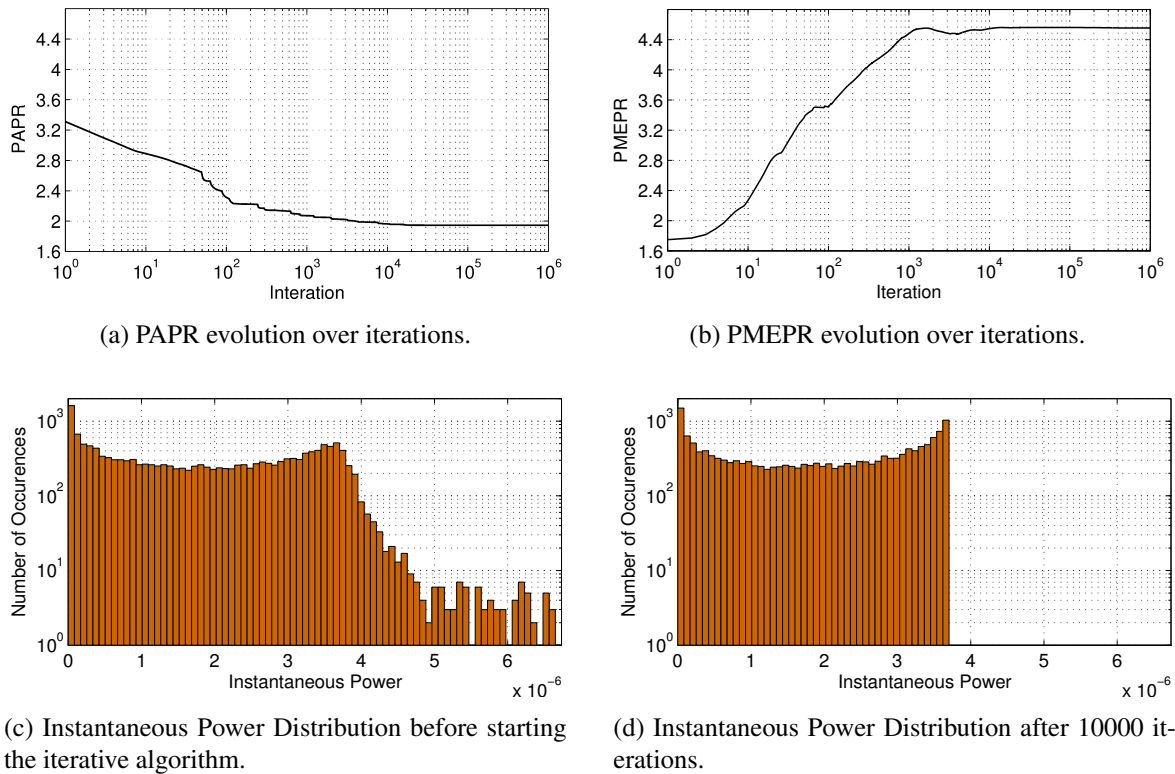 4.4
4
3.6
3.2
2.8
2.4
2
1.6
PAPR
10^0 10^1 10^2 10^3 10^4 10^5 10^6
Interation
(a) PAPR evolution over iterations.
4.4
4
3.6
3.2
2.8
2.4
2
1.6
PMEPR
10^0 10^1 10^2 10^3 10^4 10^5 10^6
Iteration
(b) PMEPR evolution over iterations.
10^3
10^2
10^1
10^0
Number of Occurences
0 1 2 3 4 5 6
Instantaneous Power
x 10^-6
(c) Instantaneous Power Distribution before starting
the iterative algorithm.
10^3
10^2
10^1
10^0
Number of Occurences
0 1 2 3 4 5 6
Instantaneous Power
x 10^-6
(d) Instantaneous Power Distribution after 10000 it-
erations.